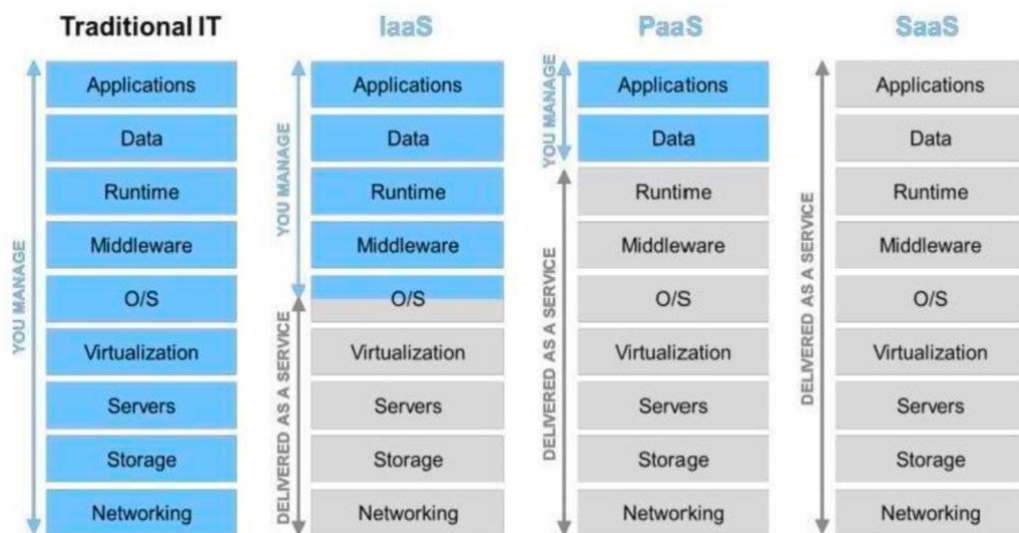 Traditional IT
YOU MANAGE
Applications
Data
Runtime
Middleware
O/S
Virtualization
Servers
Storage
Networking
IaaS
YOU MANAGE
DELIVERED AS A SERVICE
Applications
Data
Runtime
Middleware
O/S
Virtualization
Servers
Storage
Networking
PaaS
YOU MANAGE
DELIVERED AS A SERVICE
Applications
Data
Runtime
Middleware
O/S
Virtualization
Servers
Storage
Networking
SaaS
DELIVERED AS A SERVICE
Applications
Data
Runtime
Middleware
O/S
Virtualization
Servers
Storage
Networking